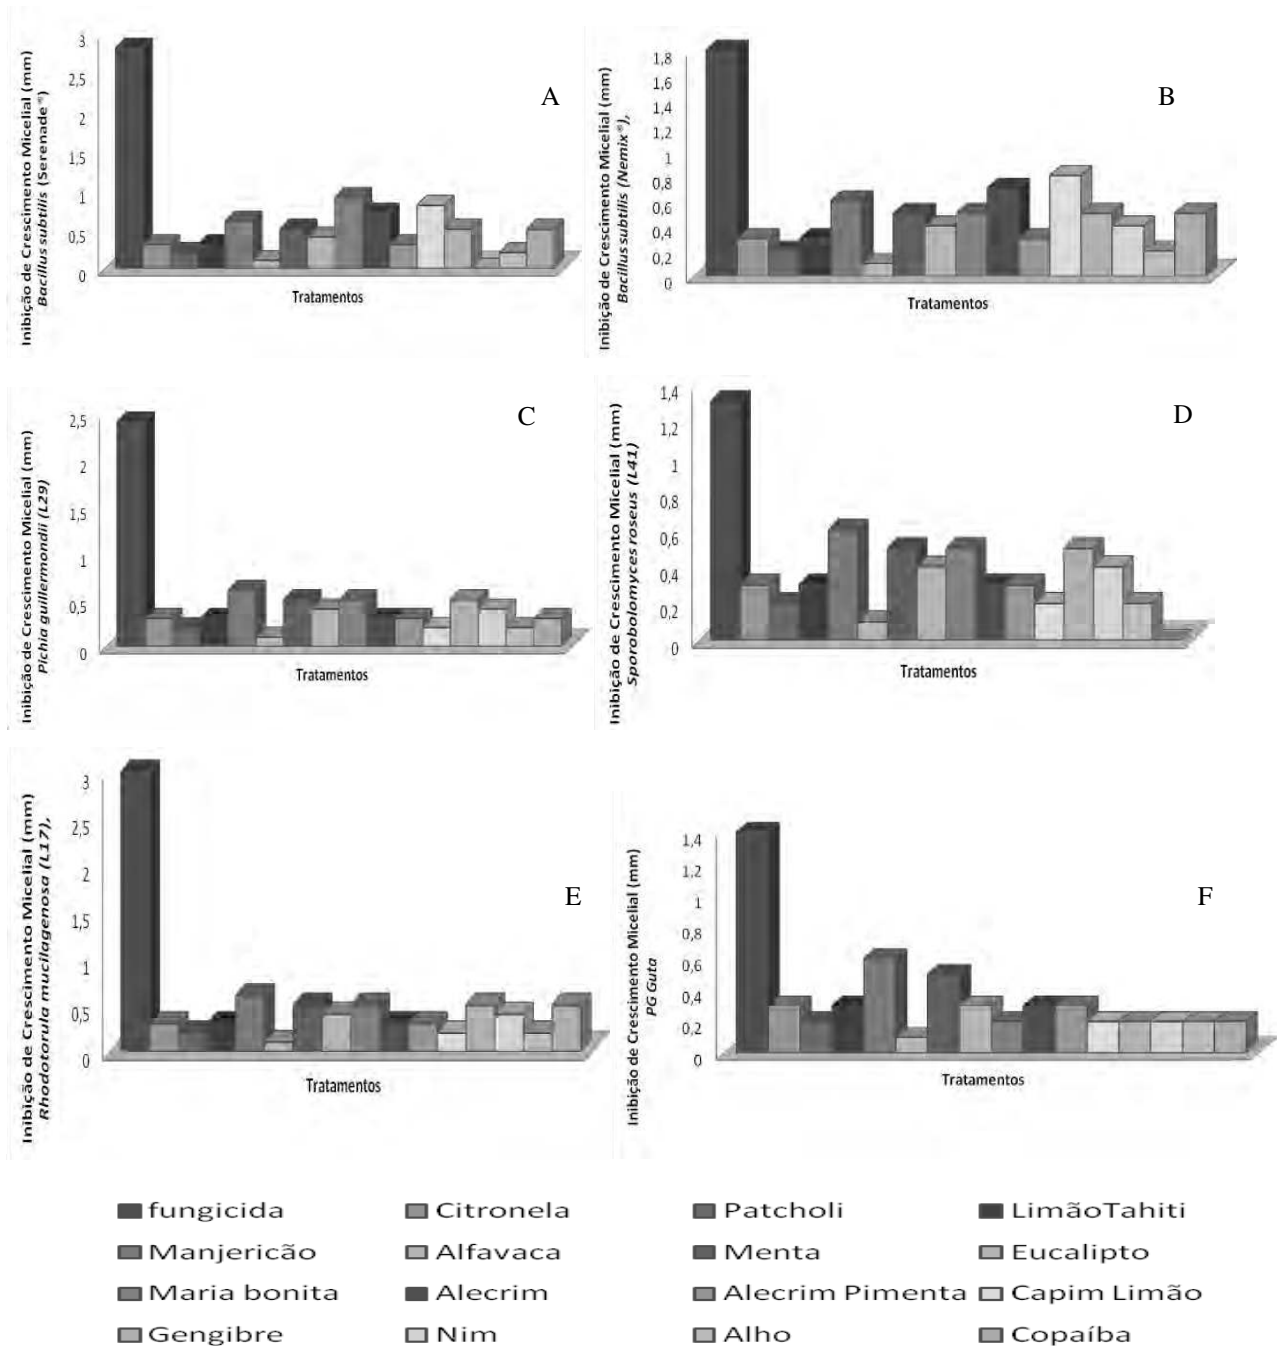 Inibição de Crescimento Micelial (mm)
Bacillus subtilis (Serenade®)
3
2,5
2
1,5
1
0,5
0
A
Tratamentos
Inibição de Crescimento Micelial (mm)
Bacillus subtilis (Nemix®),
1,8
1,6
1,4
1,2
1
0,8
0,6
0,4
0,2
0
B
Tratamentos
Inibição de Crescimento Micelial (mm)
Pichia guillermondii (L29)
2,5
2
1,5
1
0,5
0
C
Tratamentos
Inibição de Crescimento Micelial (mm)
Sporobolomyces roseus (L41)
1,4
1,2
1
0,8
0,6
0,4
0,2
0
D
Tratamentos
Inibição de Crescimento Micelial (mm)
Rhodotorula mucilagenosa (L17),
3
2,5
2
1,5
1
0,5
0
E
Tratamentos
Inibição de Crescimento Micelial (mm)
PG Guta
1,4
1,2
1
0,8
0,6
0,4
0,2
0
F
Tratamentos
fungicida Citronela Patcholi LimãoTahiti
Manjericão Alfavaca Menta Eucalipto
Maria bonita Alecrim Alecrim Pimenta Capim Limão
Gengibre Nim Alho Copaíba